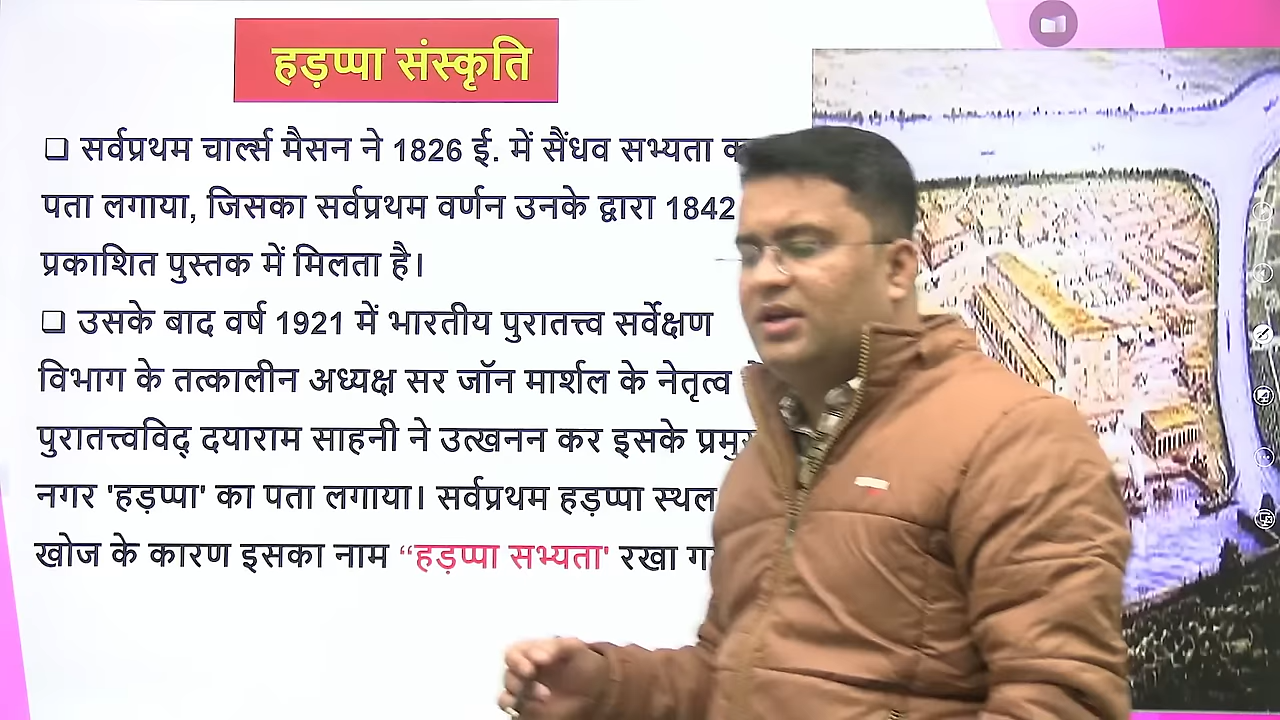 हड़प्पा संस्कृति
❑ सर्वप्रथम चार्ल्स मैसन ने 1826 ई. में सैंधव सभ्यता
पता लगाया, जिसका सर्वप्रथम वर्णन उनके द्वारा 1842
प्रकाशित पुस्तक में मिलता है।
❑ उसके बाद वर्ष 1921 में भारतीय पुरातत्त्व सर्वेक्षण
विभाग के तत्कालीन अध्यक्ष सर जॉन मार्शल के नेतृत्व
पुरातत्त्वविद् दयाराम साहनी ने उत्खनन कर इसके
नगर 'हड़प्पा' का पता लगाया। सर्वप्रथम हड़प्पा स्थल
खोज के कारण इसका नाम “हड़प्पा सभ्यता' रखा